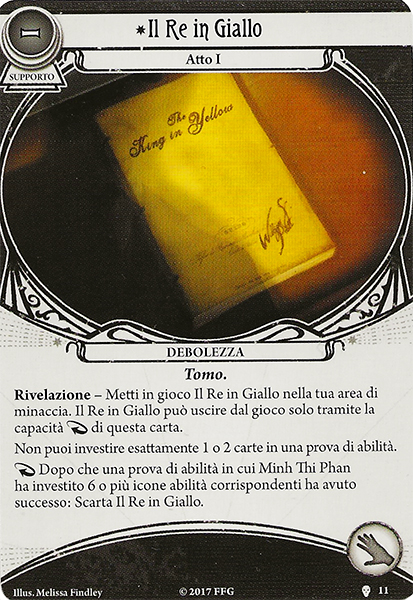 *Il Re in Giallo
SUPPORTO
Atto I
The
King in Yellow
DEBOLEZZA
Tomo.
Rivelazione – Metti in gioco Il Re in Giallo nella tua area di
minaccia. Il Re in Giallo può uscire dal gioco solo tramite la
capacità di questa carta.
Non puoi investire esattamente 1 o 2 carte in una prova di abilità.
Dopo che una prova di abilità in cui Minh Thi Phan
ha investito 6 o più icone abilità corrispondenti ha avuto
successo: Scarta Il Re in Giallo.
Illus. Melissa Findley
© 2017 FFG
11